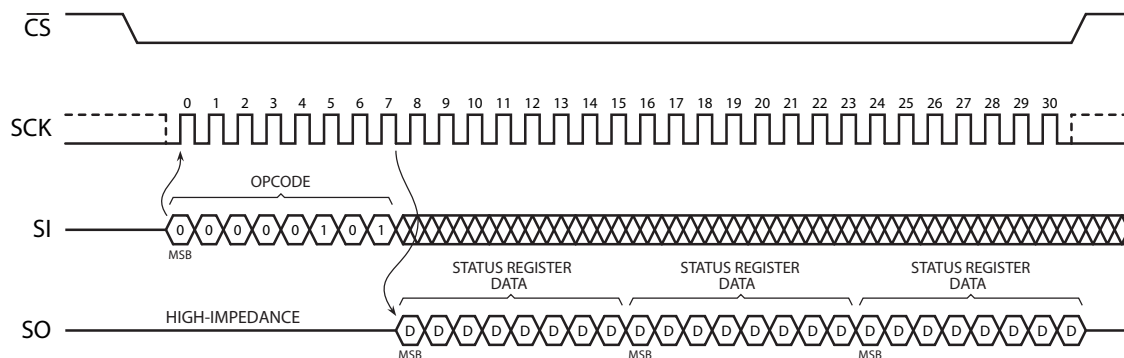 CS
0 1 2 3 4 5 6 7 8 9 10 11 12 13 14 15 16 17 18 19 20 21 22 23 24 25 26 27 28 29 30
SCK
OPCODE
SI 0 0 0 0 0 1 0 1
MSB
STATUS REGISTER DATA STATUS REGISTER DATA STATUS REGISTER DATA
SO HIGH-IMPEDANCE D D D D D D D D D D D D D D D D D D D D D D D D
MSB MSB MSB